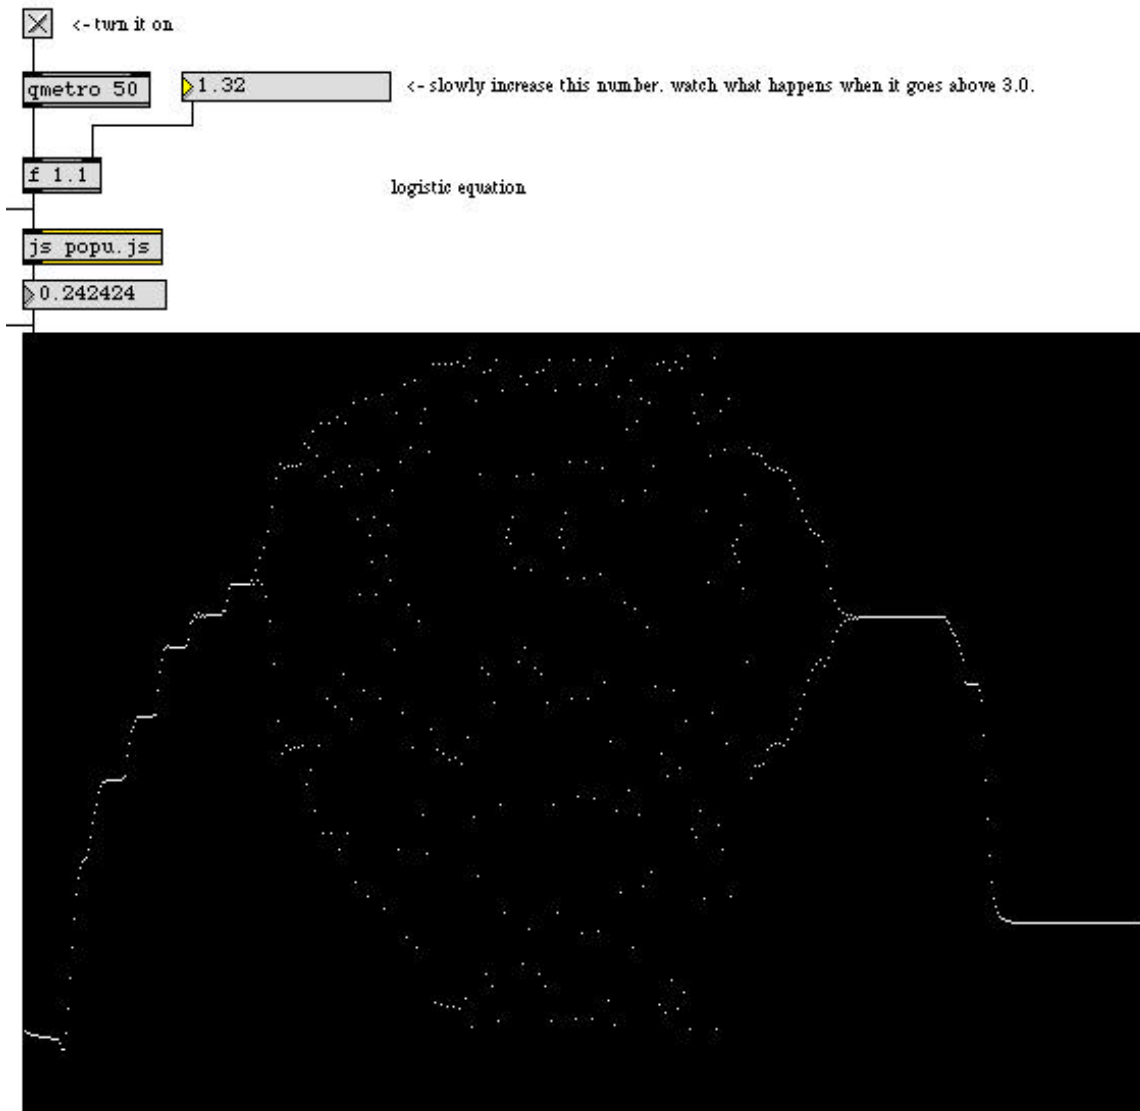 <- turn it on
qmetro 50
1.32
<- slowly increase this number. watch what happens when it goes above 3.0.
f 1.1
logistic equation
js popu.js
0.242424